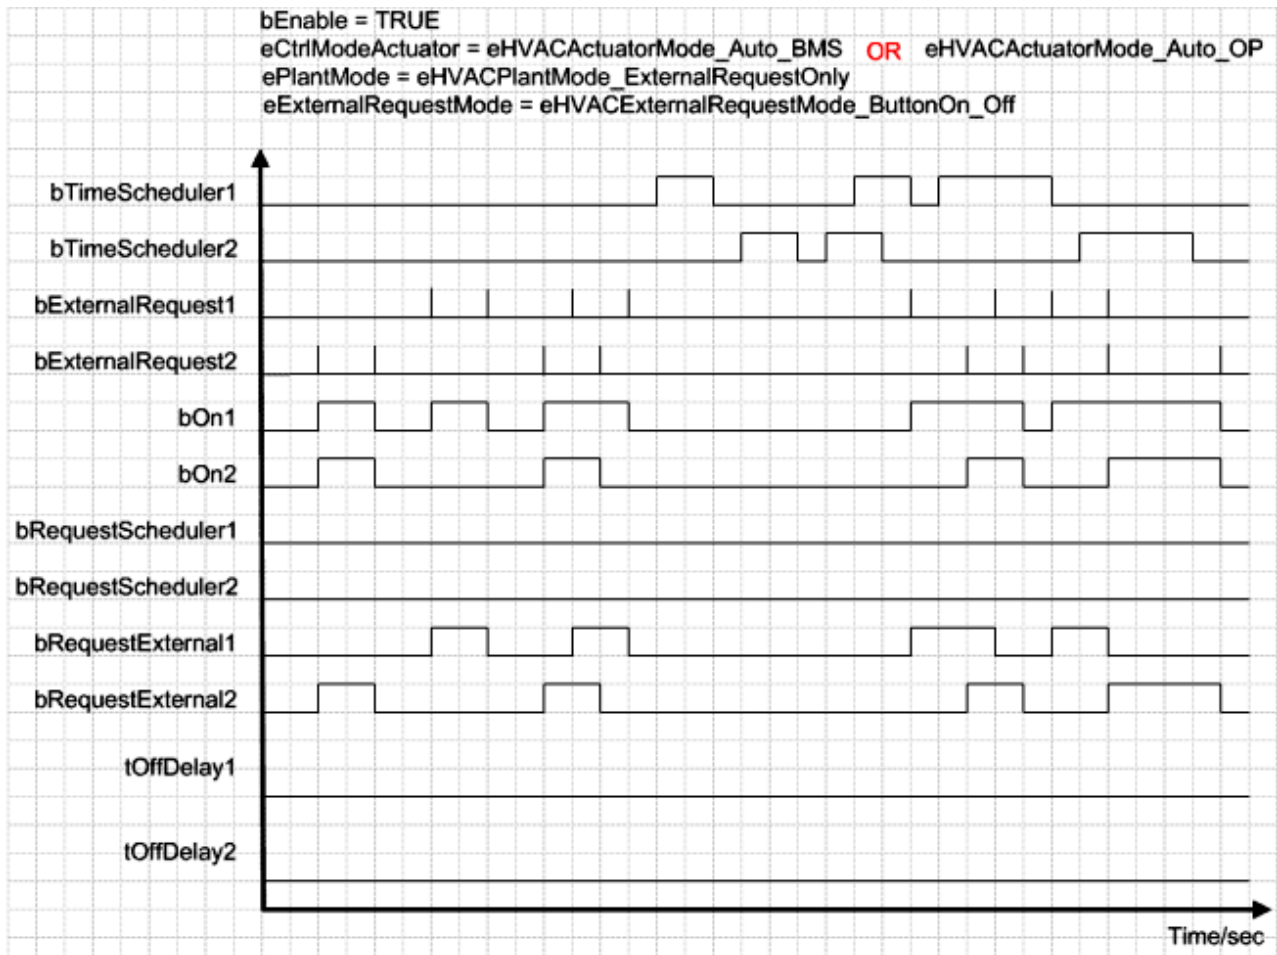 bEnable = TRUE
eCtrlModeActuator = eHVACActuatorMode_Auto_BMS OR eHVACActuatorMode_Auto_OP
ePlantMode = eHVACPlantMode_ExternalRequestOnly
eExternalRequestMode = eHVACExternalRequestMode_ButtonOn_Off
bTimeScheduler1
bTimeScheduler2
bExternalRequest1
bExternalRequest2
bOn1
bOn2
bRequestScheduler1
bRequestScheduler2
bRequestExternal1
bRequestExternal2
tOffDelay1
tOffDelay2
Time/sec